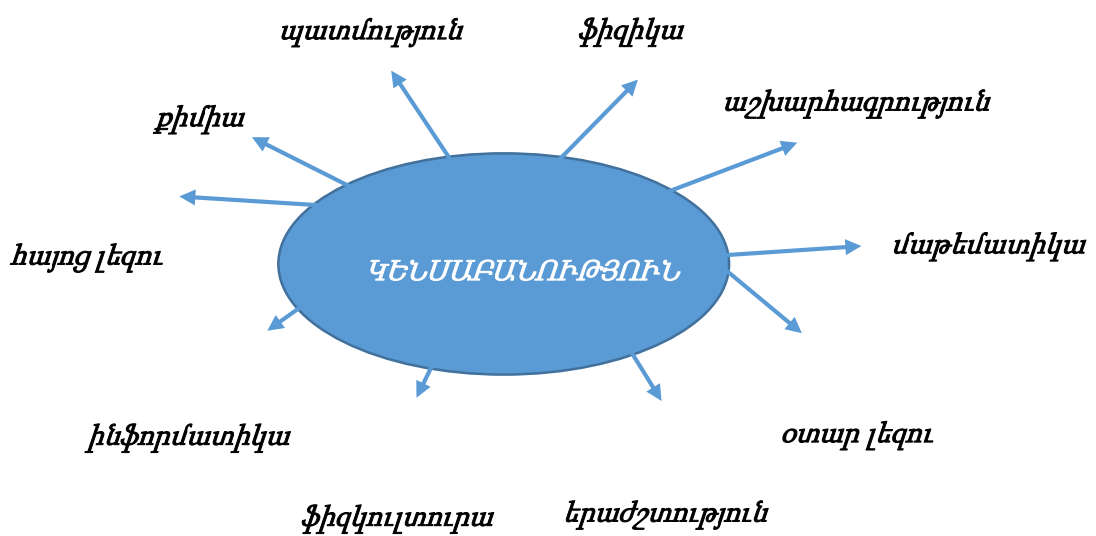 պատմություն
ֆիզիկա
աշխարհագրություն
քիմիա
մաթեմատիկա
հայոց լեզու
ԿԵՆՍԱԲԱՆՈՒԹՅՈՒՆ
ինֆորմատիկա
օտար լեզու
ֆիզկուլտուրա
երաժշտություն